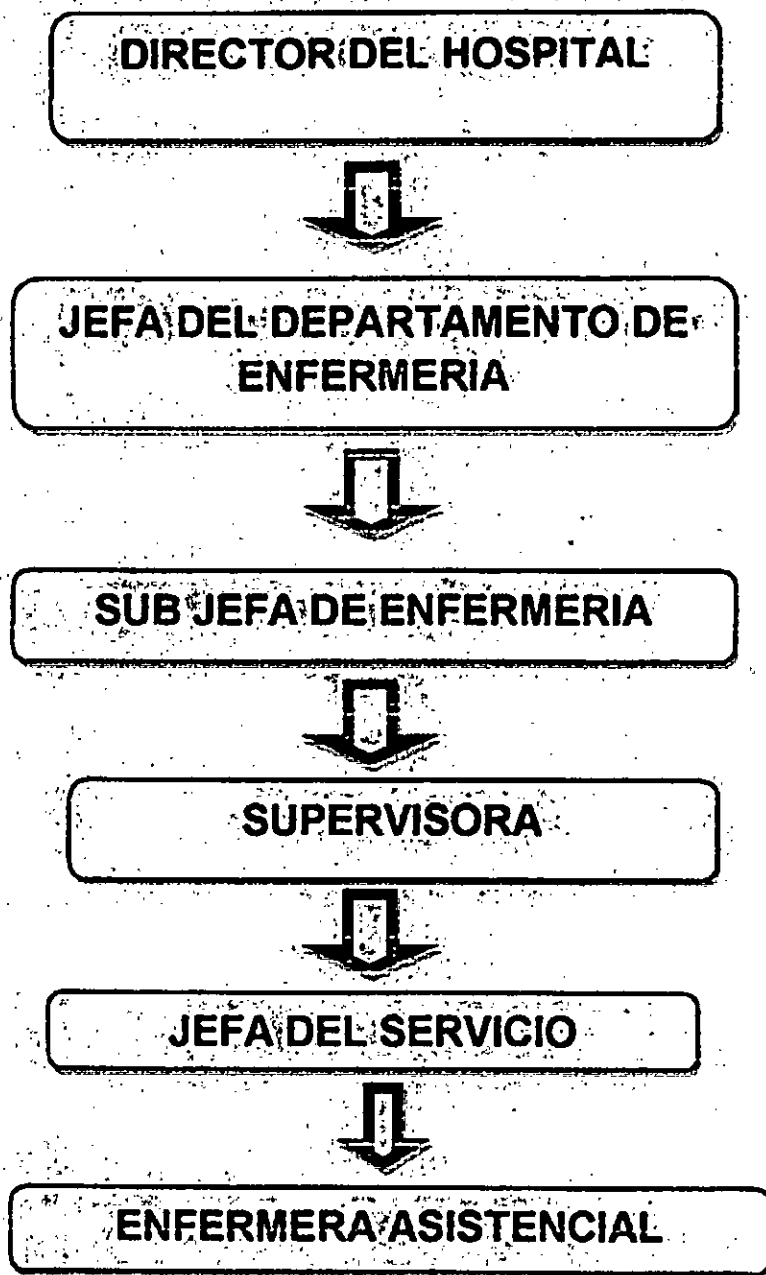 DIRECTOR DEL HOSPITAL
JEFA DEL DEPARTAMENTO DE
ENFERMERIA
SUB JEFA DE ENFERMERIA
SUPERVISORA
JEFA DEL SERVICIO
ENFERMERA ASISTENCIAL